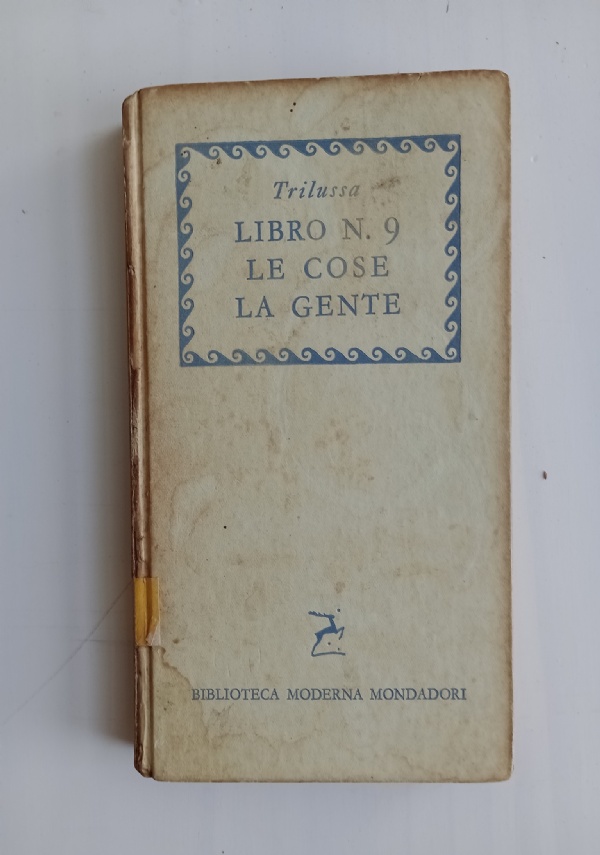 Trilussa
LIBRO N. 9
LE COSE
LA GENTE
BIBLIOTECA MODERNA MONDADORI